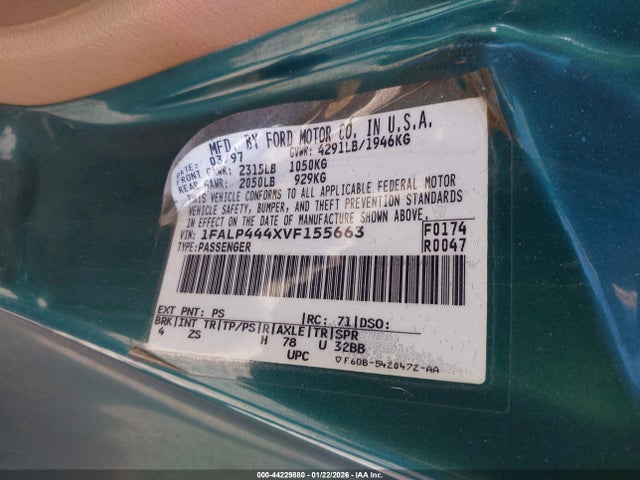 MFD. BY FORD MOTOR CO. IN U.S.A.
DATE: 03/97 GVWR: 4291LB/1946KG
FRONT GAWR: 2315LB 1050KG
REAR GAWR: 2050LB 929KG
THIS VEHICLE CONFORMS TO ALL APPLICABLE FEDERAL MOTOR
VEHICLE SAFETY, BUMPER, AND THEFT PREVENTION STANDARDS
IN EFFECT ON THE DATE OF MANUFACTURE SHOWN ABOVE.
VIN: 1FALP444XVF155663 F0174
TYPE: PASSENGER R0047
EXT PNT: PS |RC: 71|DSO:
BRK|INT TR|TP/PS|R|AXLE|TR|SPR
4 ZS H 78 U 32BB
UPC ▽F6DB-5420472-AA
000-44229880 - 01/22/2026 - IAAHolding LLC